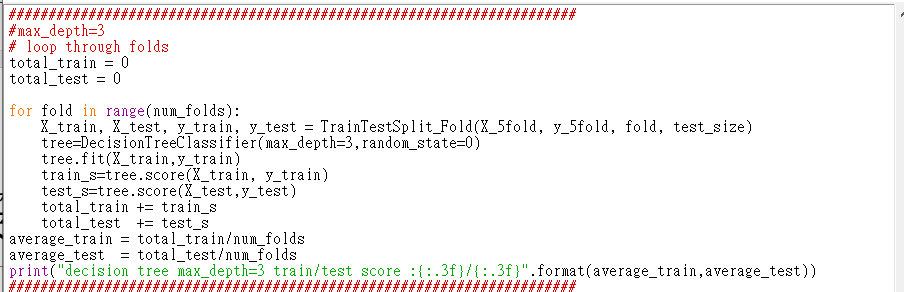 #######################################################################
#max_depth=3
# loop through folds
total_train = 0
total_test = 0
for fold in range(num_folds):
    X_train, X_test, y_train, y_test = TrainTestSplit_Fold(X_5fold, y_5fold, fold, test_size)
    tree=DecisionTreeClassifier(max_depth=3,random_state=0)
    tree.fit(X_train,y_train)
    train_s=tree.score(X_train, y_train)
    test_s=tree.score(X_test,y_test)
    total_train += train_s
    total_test  += test_s
average_train = total_train/num_folds
average_test  = total_test/num_folds
print("decision tree max_depth=3 train/test score :{:.3f}/{:.3f}".format(average_train,average_test))
#######################################################################